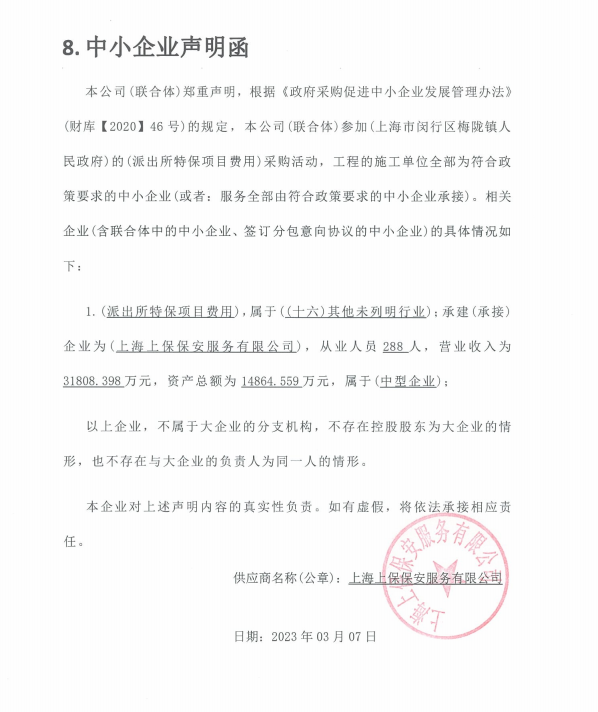 8. 中小企业声明函
本公司(联合体)郑重声明，根据《政府采购促进中小企业发展管理办法》
(财库【2020】46 号)的规定，本公司(联合体)参加(上海市闵行区梅陇镇人
民政府)的(派出所特保项目费用)采购活动，工程的施工单位全部为符合政
策要求的中小企业(或者：服务全部由符合政策要求的中小企业承接)。相关
企业(含联合体中的中小企业、签订分包意向协议的中小企业)的具体情况如
下：
1. (派出所特保项目费用),属于((十六)其他未列明行业)；承建(承接)
企业为(上海上保保安服务有限公司)，从业人员 288 人，营业收入为
31808.398 万元，资产总额为 14864.559 万元，属于(中型企业)；
以上企业，不属于大企业的分支机构，不存在控股股东为大企业的情
形，也不存在与大企业的负责人为同一人的情形。
本企业对上述声明内容的真实性负责。如有虚假，将依法承接相应责
任。
供应商名称(公章)：上海上保保安服务有限公司
上海上保保安服务有限公司
日期：2023 年 03 月 07 日